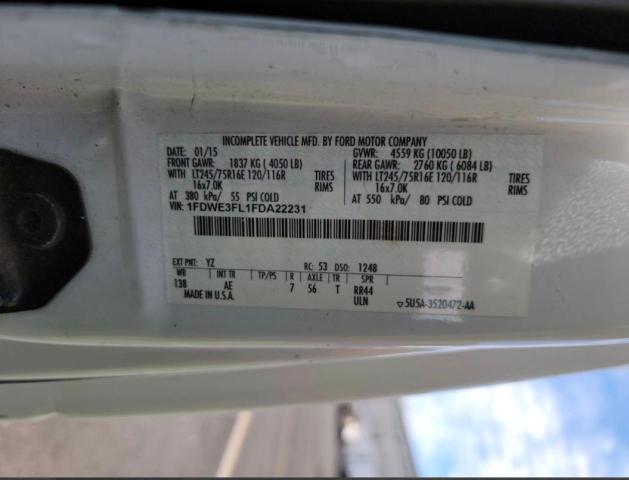 INCOMPLETE VEHICLE MFD. BY FORD MOTOR COMPANY
DATE: 01/15 GVWR: 4559 KG (10050 LB)
FRONT GAWR: 1837 KG ( 4050 LB) REAR GAWR: 2760 KG ( 6084 LB)
WITH LT245/75R16E 120/116R TIRES WITH LT245/75R16E 120/116R TIRES
16x7.0K RIMS 16x7.0K RIMS
AT 380 kPa/ 55 PSI COLD AT 550 kPa/ 80 PSI COLD
VIN: 1FDWE3FL1FDA22231
EXT PNT: YZ RC: 53 DSO: 1248
WB INT TR TP/PS R AXLE TR SPR
138 AE 7 56 T RR44
MADE IN U.S.A. ULN
▽5U5A-3520472-AA